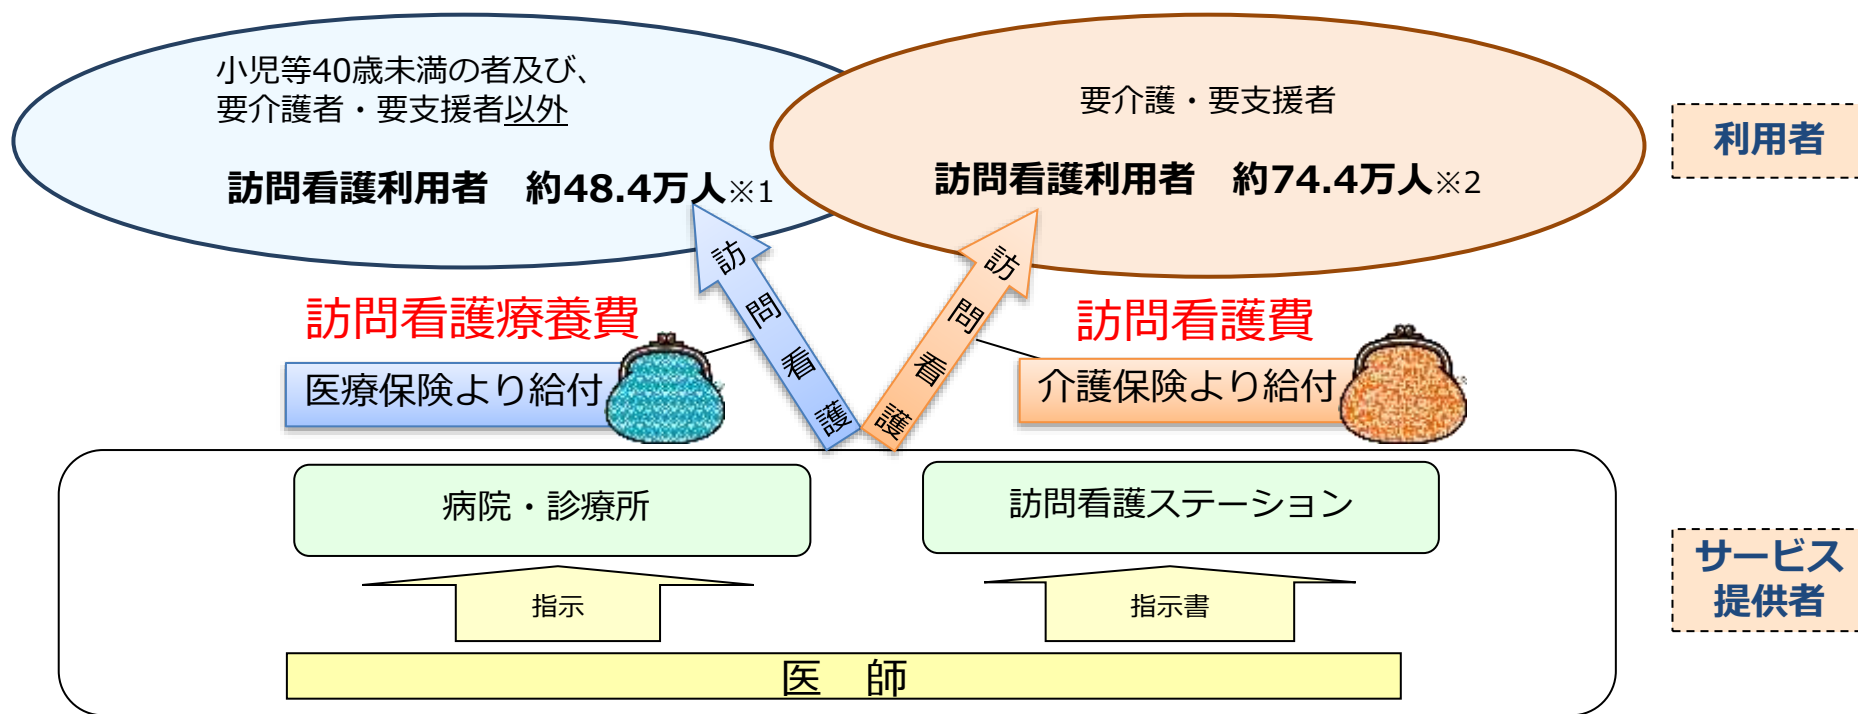 小児等40歳未満の者及び、
要介護者・要支援者以外
訪問看護利用者　約48.4万人※1
要介護・要支援者
訪問看護利用者　約74.4万人※2
利用者
訪問看護
訪問看護
訪問看護療養費
医療保険より給付
訪問看護費
介護保険より給付
病院・診療所
訪問看護ステーション
サービス
提供者
指示
指示書
医　師